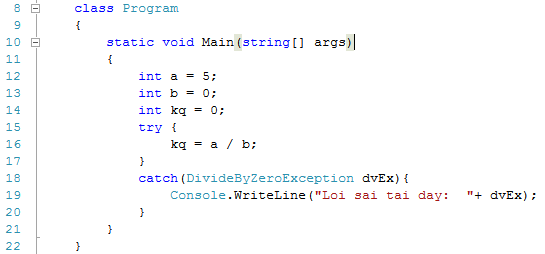 8 class Program
9 {
10 static void Main(string[] args)
11 {
12 int a = 5;
13 int b = 0;
14 int kq = 0;
15 try {
16 kq = a / b;
17 }
18 catch(DivideByZeroException dvEx){
19 Console.WriteLine("Loi sai tai day:  "+ dvEx);
20 }
21 }
22 }